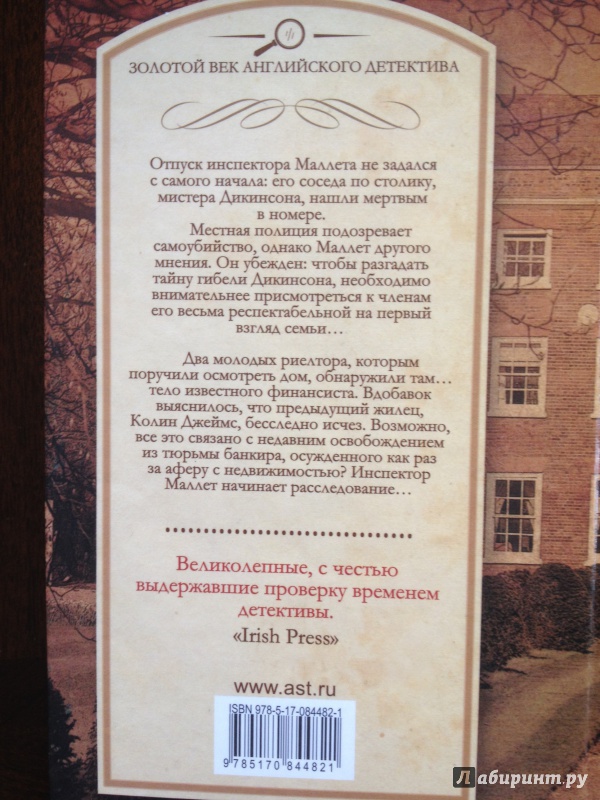 ЗОЛОТОЙ ВЕК АНГЛИЙСКОГО ДЕТЕКТИВА
Отпуск инспектора Маллета не задался
с самого начала: его соседа по столику,
мистера Дикинсона, нашли мертвым
в номере.
Местная полиция подозревает
самоубийство, однако Маллет другого
мнения. Он убежден: чтобы разгадать
тайну гибели Дикинсона, необходимо
внимательнее присмотреться к членам
его весьма респектабельной на первый
взгляд семьи...
Два молодых риелтора, которым
поручили осмотреть дом, обнаружили там...
тело известного финансиста. Вдобавок
выяснилось, что предыдущий жилец,
Колин Джеймс, бесследно исчез. Возможно,
все это связано с недавним освобождением
из тюрьмы банкира, осужденного как раз
за аферу с недвижимостью? Инспектор
Маллет начинает расследование...
Великолепные, с честью
выдержавшие проверку временем
детективы.
«Irish Press»
www.ast.ru
ISBN 978-5-17-084482-1
9 785170 844821
Лабиринт.ру